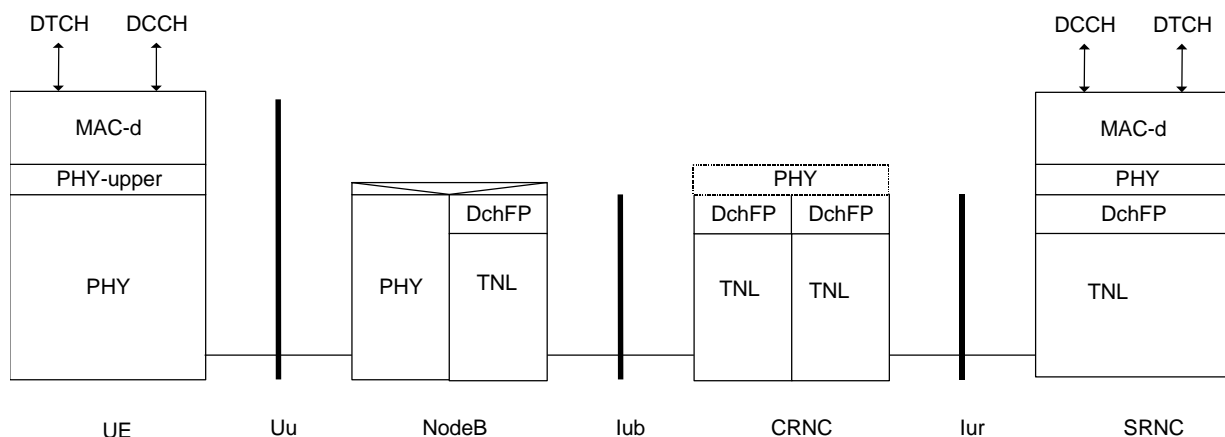 DTCH DCCH DCCH DTCH
MAC-d MAC-d
PHY-upper PHY PHY
DchFP DchFP DchFP DchFP
PHY PHY TNL TNL TNL TNL
UE Uu NodeB Iub CRNC Iur SRNC